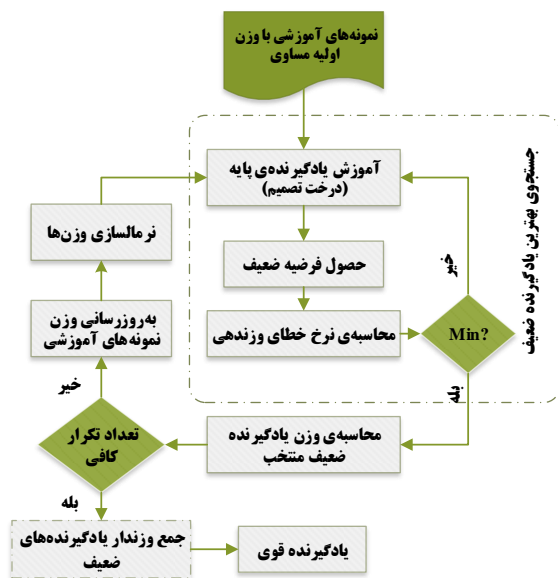 نمونه‌های آموزشی با وزن
اولیه مساوی
جستجوی بهترین یادگیرنده ضعیف
آموزش یادگیرنده‌ی پایه
(درخت تصمیم)
نرمالسازی وزن‌ها
خیر
حصول فرضیه ضعیف
به‌روزرسانی وزن
نمونه‌های آموزشی
محاسبه‌ی نرخ خطای وزندهی
Min?
خیر
بله
تعداد تکرار
کافی
محاسبه‌ی وزن یادگیرنده
ضعیف منتخب
بله
جمع وزندار یادگیرنده‌های
ضعیف
یادگیرنده قوی